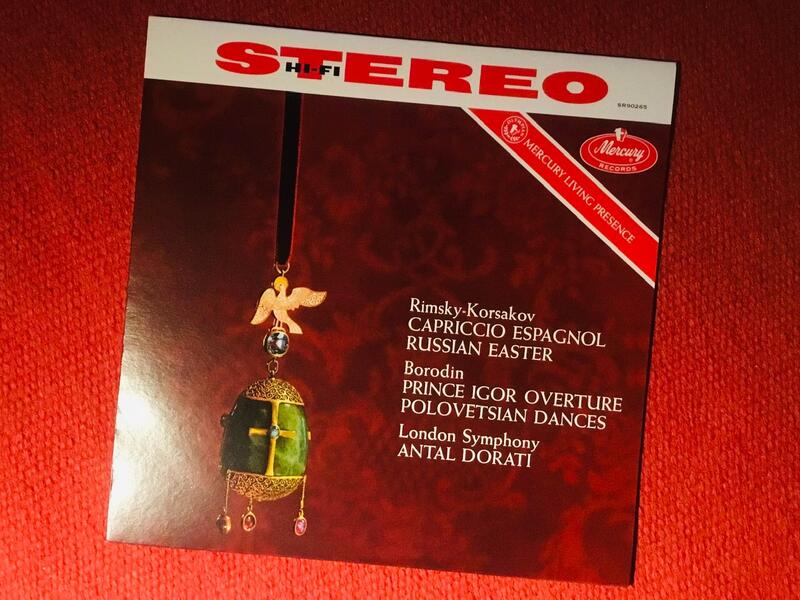 STEREO
HI-FI
SR90265
MERCURY LIVING PRESENCE
Mercury
RECORDS
Rimsky-Korsakov
CAPRICCIO ESPAGNOL
RUSSIAN EASTER
Borodin
PRINCE IGOR OVERTURE
POLOVETSIAN DANCES
London Symphony
ANTAL DORATI